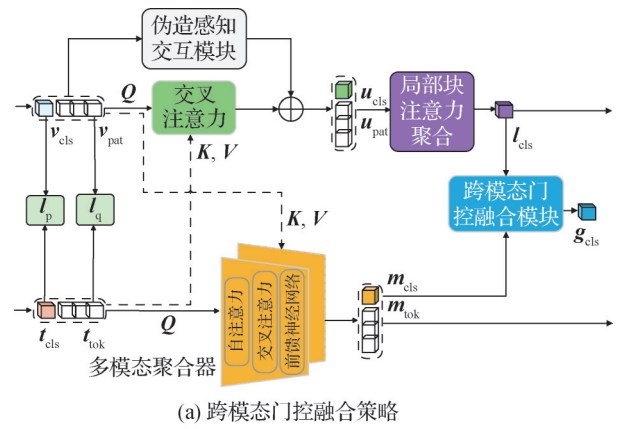 伪造感知
交互模块
Q
交叉
注意力
u_cls
u_pat
局部块
注意力
聚合
l_cls
v_cls
v_pat
K, V
l_p
l_q
K, V
跨模态门
控融合模块
g_cls
自注意力
交叉注意力
前馈神经网络
m_cls
m_tok
t_cls
t_tok
Q
多模态聚合器
(a) 跨模态门控融合策略